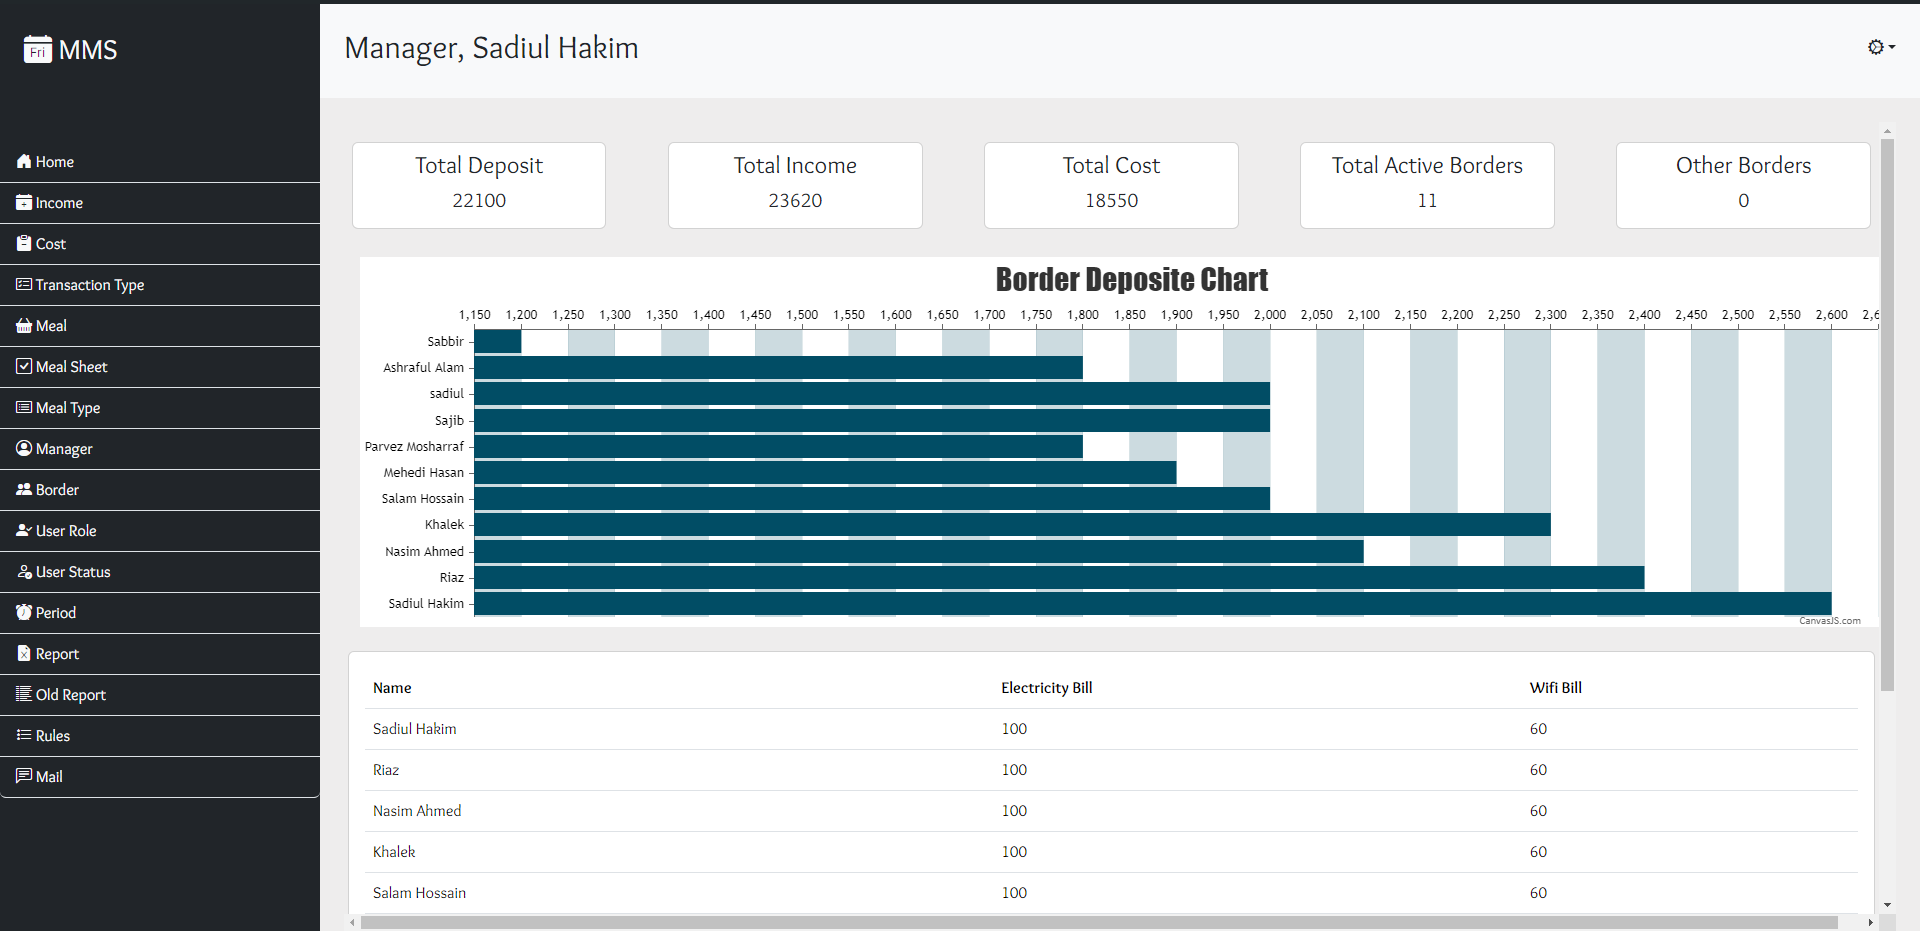 Fri MMS
Manager, Sadiul Hakim
Home
Income
Cost
Transaction Type
Meal
Meal Sheet
Meal Type
Manager
Border
User Role
User Status
Period
Report
Old Report
Rules
Mail
Total Deposit
22100
Total Income
23620
Total Cost
18550
Total Active Borders
11
Other Borders
0
Border Deposite Chart
1,150 1,200 1,250 1,300 1,350 1,400 1,450 1,500 1,550 1,600 1,650 1,700 1,750 1,800 1,850 1,900 1,950 2,000 2,050 2,100 2,150 2,200 2,250 2,300 2,350 2,400 2,450 2,500 2,550 2,600
Sabbir
Ashraful Alam
sadiul
Sajib
Parvez Mosharraf
Mehedi Hasan
Salam Hossain
Khalek
Nasim Ahmed
Riaz
Sadiul Hakim
CanvasJS.com
Name Electricity Bill Wifi Bill
Sadiul Hakim 100 60
Riaz 100 60
Nasim Ahmed 100 60
Khalek 100 60
Salam Hossain 100 60